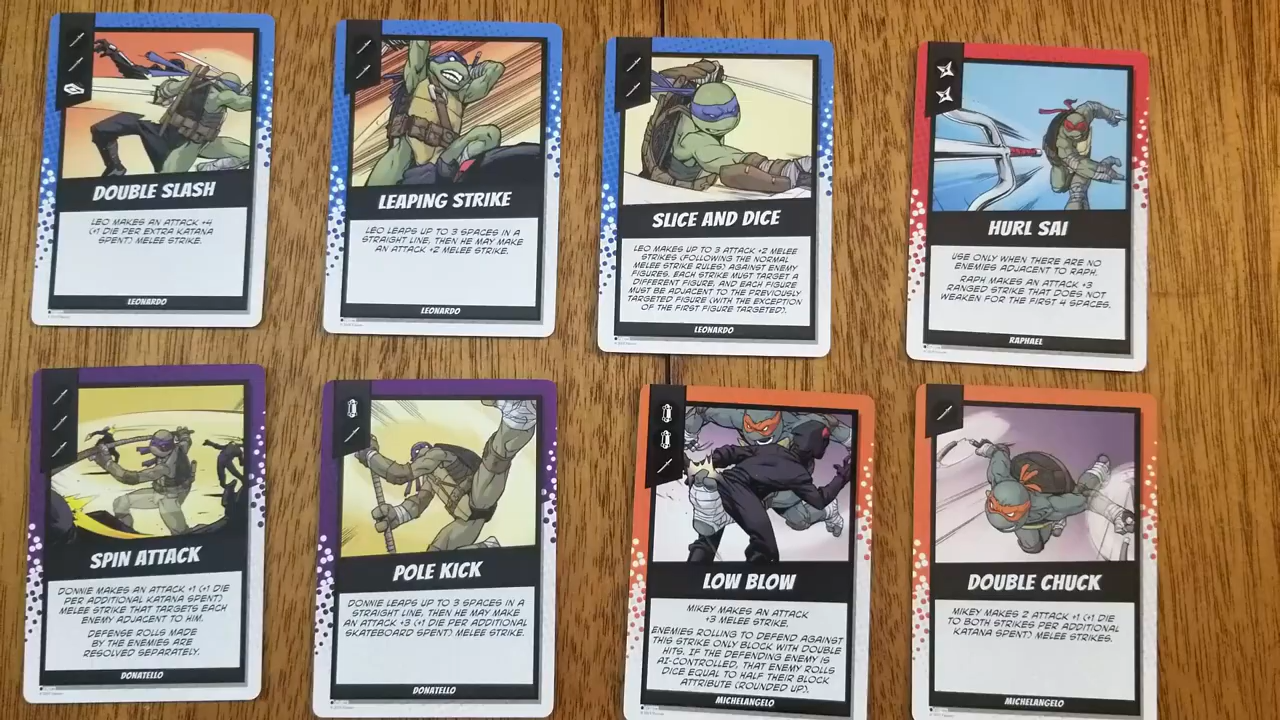 DOUBLE SLASH
LEO MAKES AN ATTACK +4
(+1 DIE PER EXTRA KATANA
SPENT) MELEE STRIKE.
LEONARDO
LEAPING STRIKE
LEO LEAPS UP TO 3 SPACES IN A
STRAIGHT LINE, THEN HE MAY MAKE
AN ATTACK +2 MELEE STRIKE.
LEONARDO
SLICE AND DICE
LEO MAKES UP TO 3 ATTACK +2 MELEE
STRIKES (FOLLOWING THE NORMAL
MELEE STRIKE RULES) AGAINST ENEMY
FIGURES. EACH STRIKE MUST TARGET A
DIFFERENT FIGURE, AND EACH FIGURE
MUST BE ADJACENT TO THE PREVIOUSLY
TARGETED FIGURE (WITH THE EXCEPTION
OF THE FIRST FIGURE TARGETED).
LEONARDO
HURL SAI
USE ONLY WHEN THERE ARE NO
ENEMIES ADJACENT TO RAPH.
RAPH MAKES AN ATTACK +3
RANGED STRIKE THAT DOES NOT
WEAKEN FOR THE FIRST 4 SPACES.
RAPHAEL
SPIN ATTACK
DONNIE MAKES AN ATTACK +1 (+1 DIE
PER ADDITIONAL KATANA SPENT)
MELEE STRIKE THAT TARGETS EACH
ENEMY ADJACENT TO HIM.
DEFENSE ROLLS MADE
BY THE ENEMIES ARE
RESOLVED SEPARATELY.
DONATELLO
POLE KICK
DONNIE LEAPS UP TO 3 SPACES IN A
STRAIGHT LINE, THEN HE MAY MAKE
AN ATTACK +3 (+1 DIE PER ADDITIONAL
SKATEBOARD SPENT) MELEE STRIKE.
DONATELLO
LOW BLOW
MIKEY MAKES AN ATTACK
+3 MELEE STRIKE.
ENEMIES ROLLING TO DEFEND AGAINST
THIS STRIKE ONLY BLOCK WITH DOUBLE
HITS. IF THE DEFENDING ENEMY IS
AI-CONTROLLED, THAT ENEMY ROLLS
DICE EQUAL TO HALF THEIR BLOCK
ATTRIBUTE (ROUNDED UP).
MICHELANGELO
DOUBLE CHUCK
MIKEY MAKES 2 ATTACK +1 (+1 DIE
TO BOTH STRIKES PER ADDITIONAL
KATANA SPENT) MELEE STRIKES.
MICHELANGELO